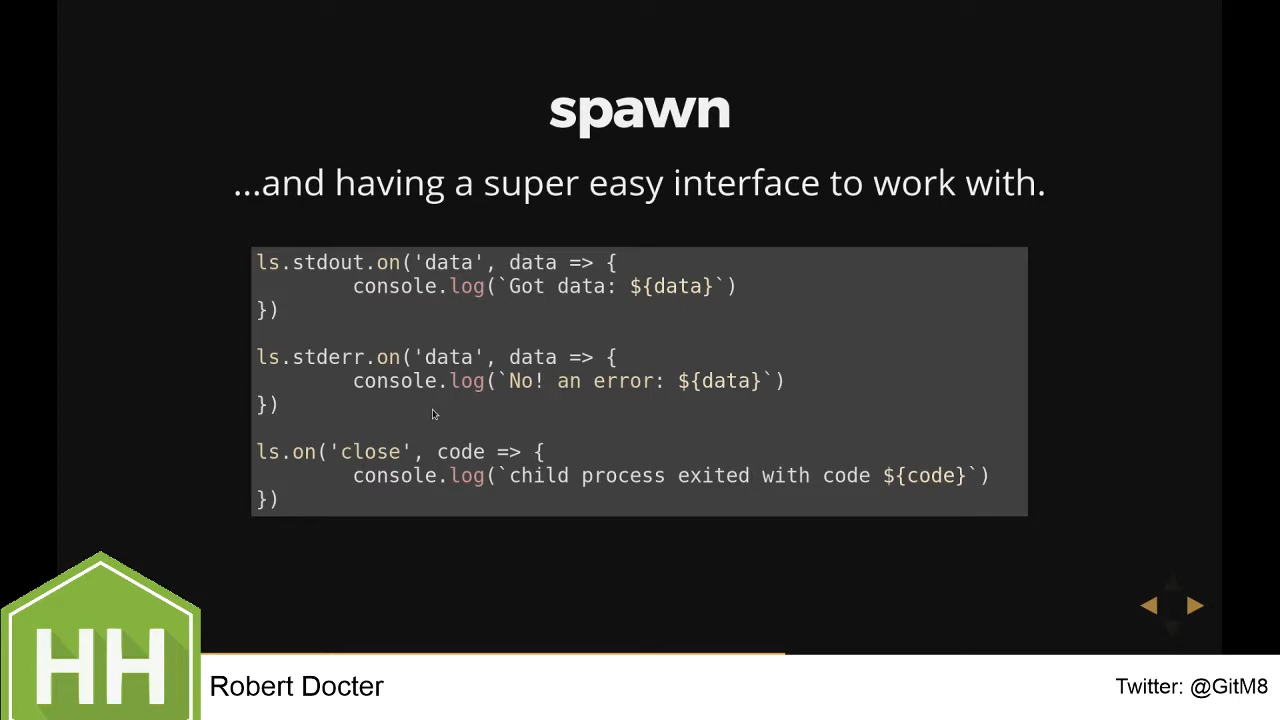 spawn
...and having a super easy interface to work with.
ls.stdout.on('data', data => {
        console.log(`Got data: ${data}`)
})

ls.stderr.on('data', data => {
        console.log(`No! an error: ${data}`)
})

ls.on('close', code => {
        console.log(`child process exited with code ${code}`)
})
HH
Robert Docter
Twitter: @GitM8